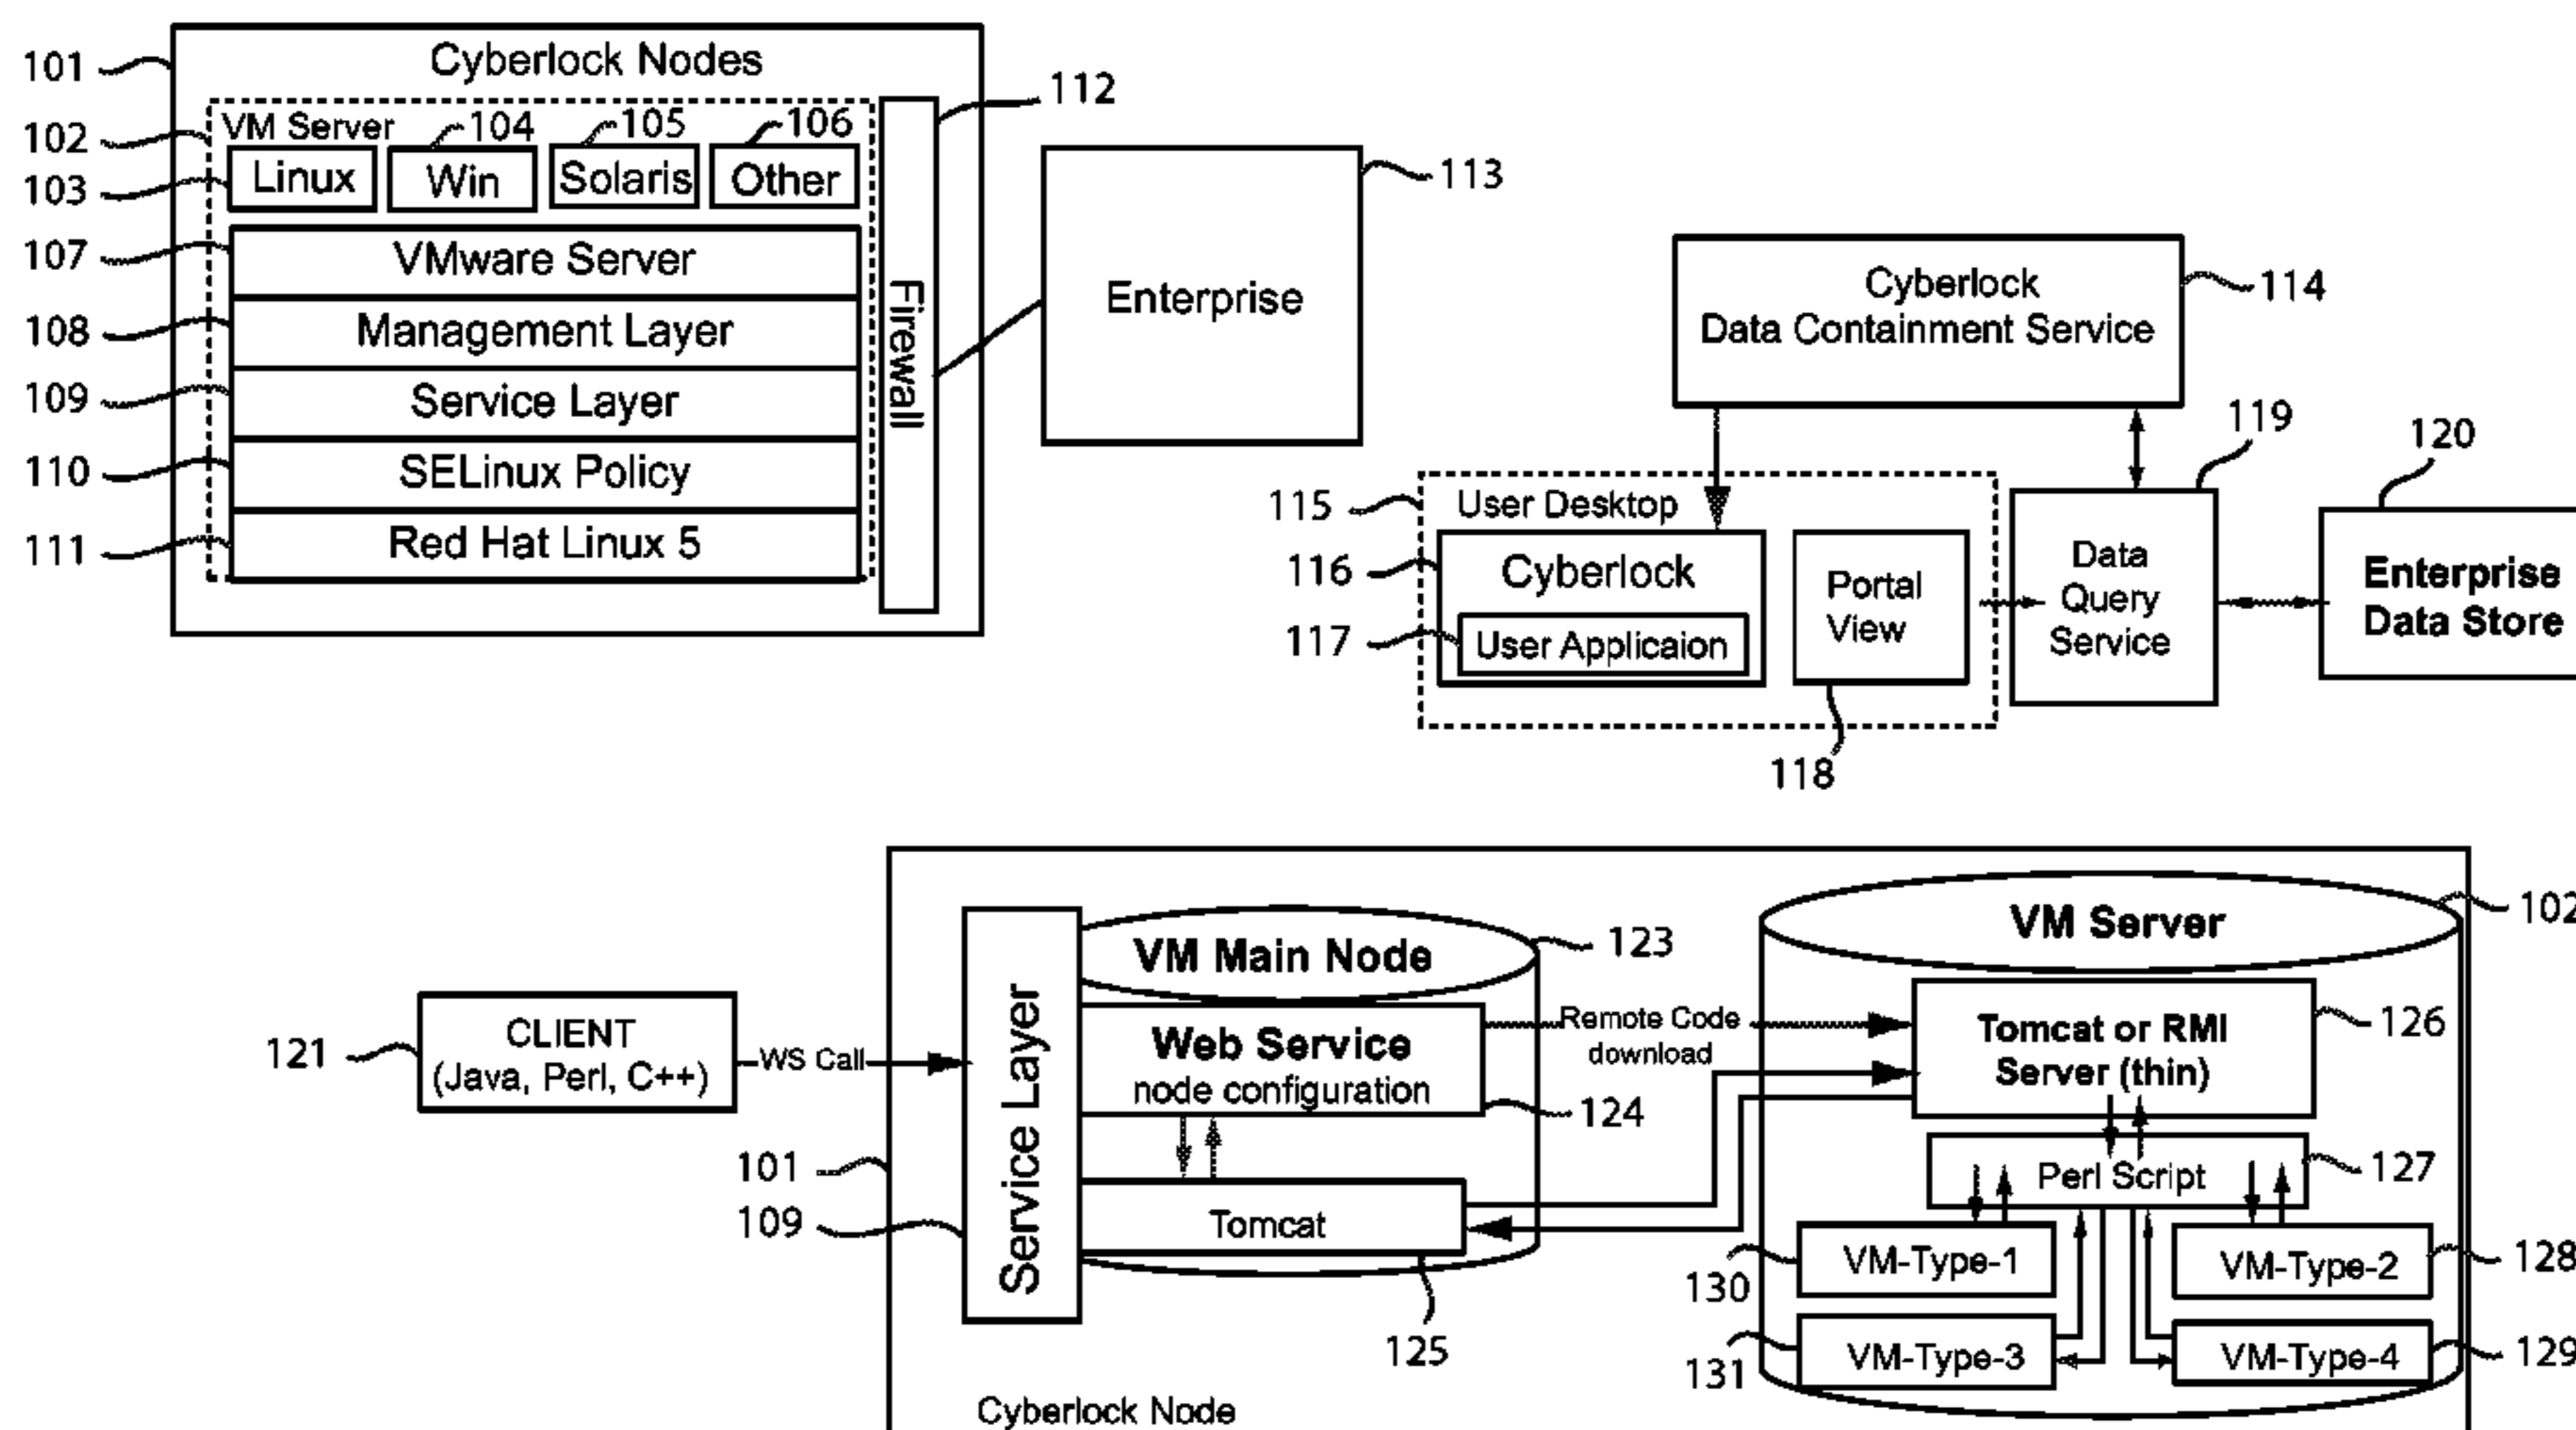 Cyberlock Nodes
101
112
102
VM Server
104
105
106
103
Linux
Win
Solaris
Other
113
107
VMware Server
108
Management Layer
109
Service Layer
110
SELinux Policy
111
Red Hat Linux 5
Firewall
Enterprise
Cyberlock
Data Containment Service
114
119
120
115
User Desktop
116
Cyberlock
117
User Applicaion
Portal
View
118
Data
Query
Service
Enterprise
Data Store
121
CLIENT
(Java, Perl, C++)
WS Call
101
109
Service Layer
VM Main Node
123
Web Service
node configuration
124
Tomcat
125
Remote Code
download
VM Server
102
Tomcat or RMI
Server (thin)
126
Perl Script
127
VM-Type-1
130
VM-Type-2
128
VM-Type-3
131
VM-Type-4
129
Cyberlock Node